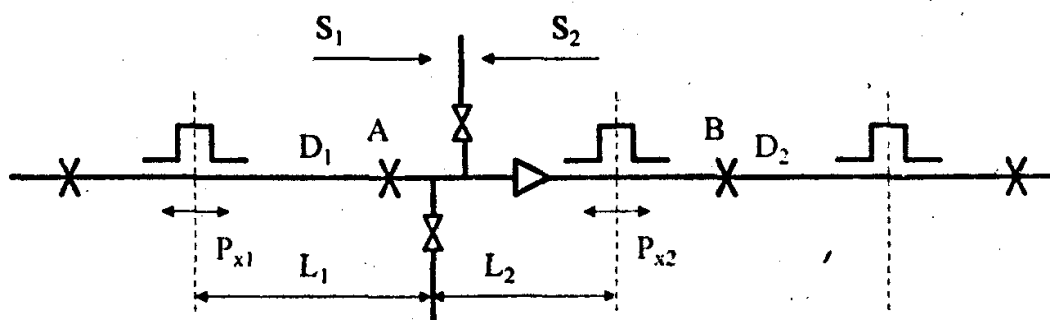 S₁ S₂
A B
D₁ D₂
Pₓ₁ Pₓ₂
L₁ L₂